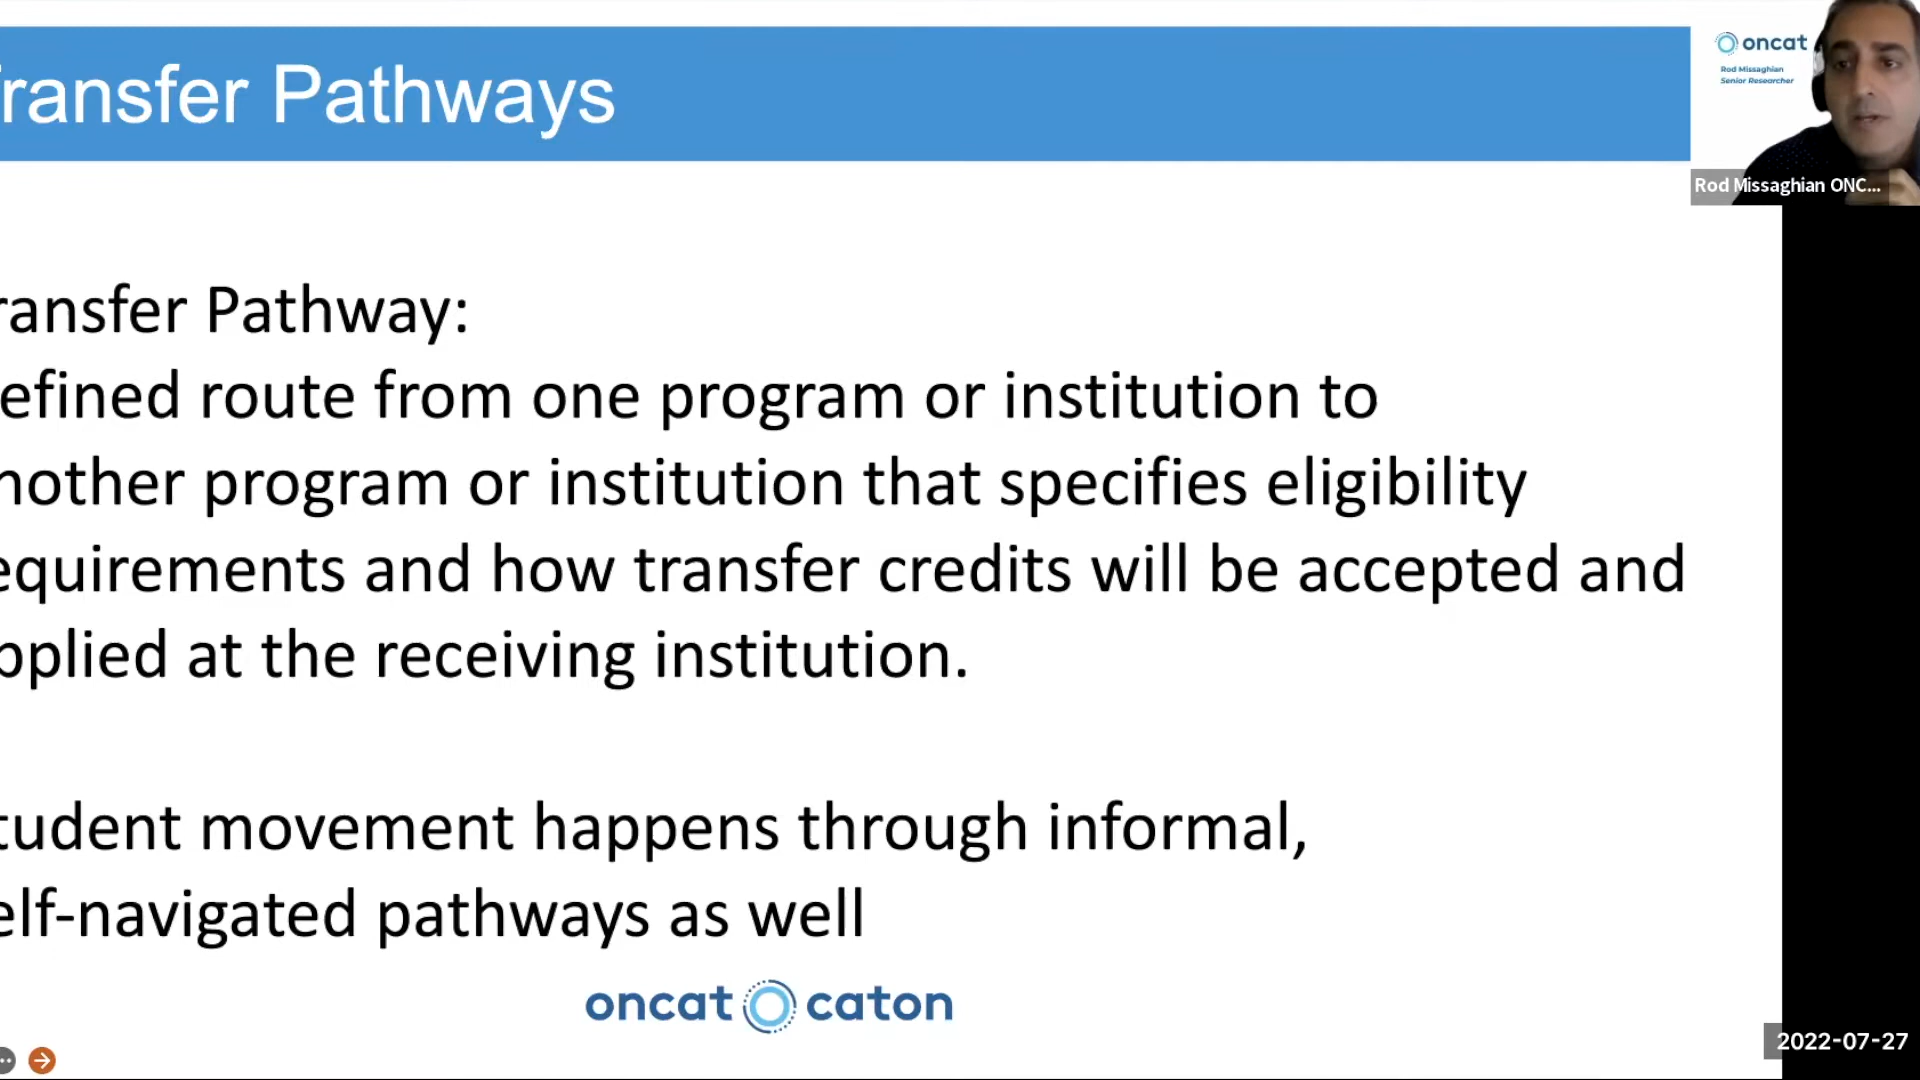 Transfer Pathways
oncat
Rod Missaghian
Senior Researcher
Rod Missaghian ONC...
ransfer Pathway:
efined route from one program or institution to
nother program or institution that specifies eligibility
equirements and how transfer credits will be accepted and
pplied at the receiving institution.
tudent movement happens through informal,
elf-navigated pathways as well
oncat caton
2022-07-27